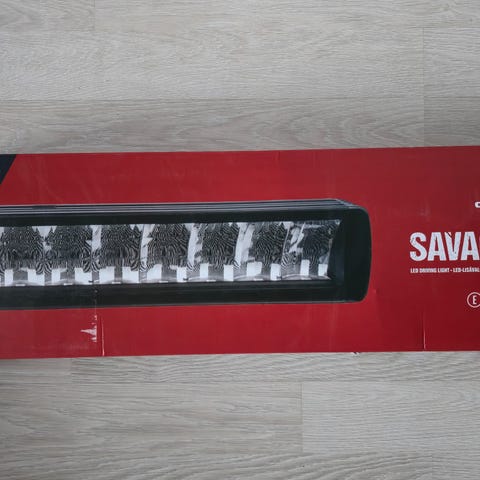 SAVA
LED DRIVING LIGHT - LED-LISÄVAL
E